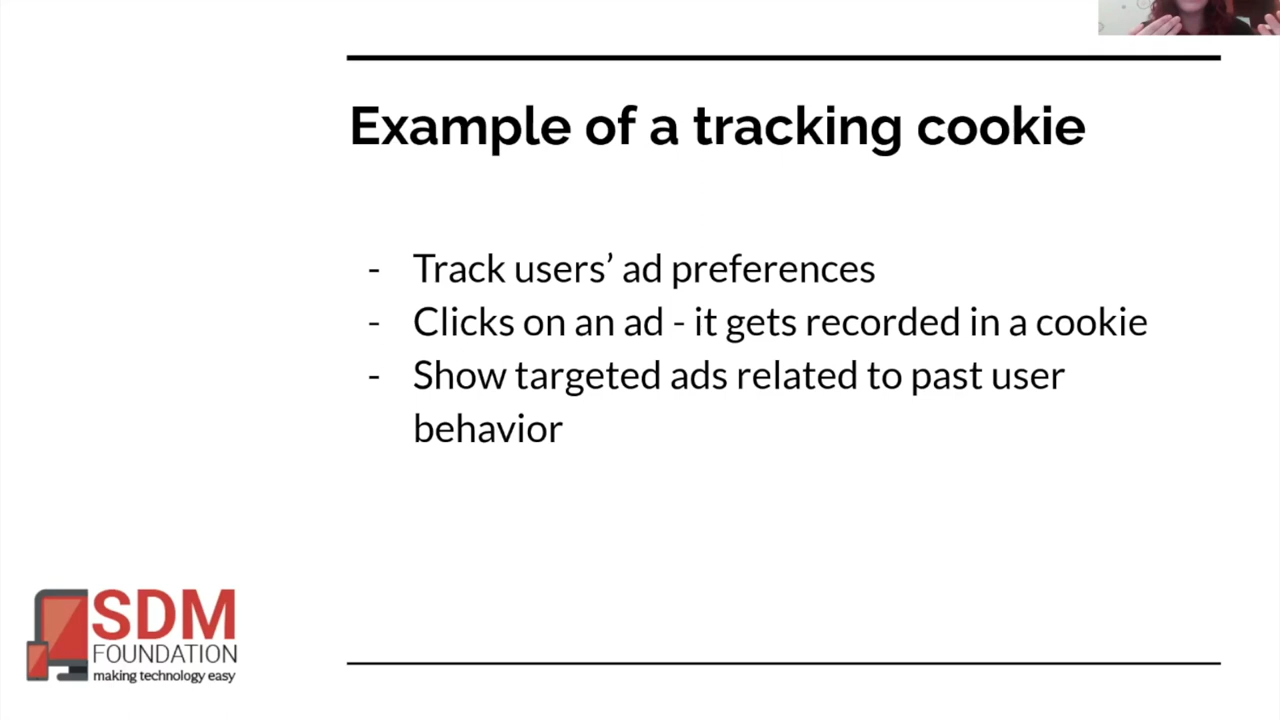 Example of a tracking cookie
- Track users’ ad preferences
- Clicks on an ad - it gets recorded in a cookie
- Show targeted ads related to past user
behavior
SDM
FOUNDATION
making technology easy